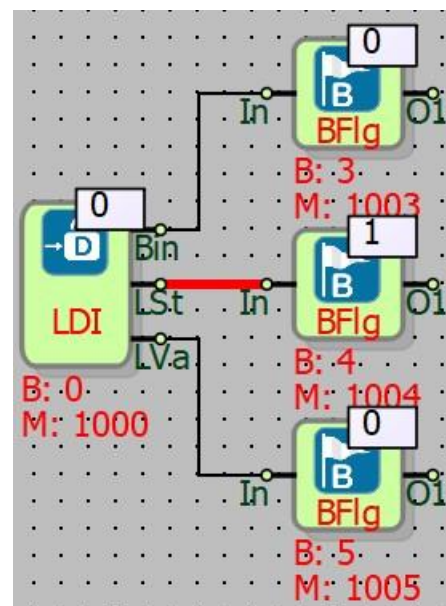 0
B
In
O1
BFlg
B: 3
M: 1003
0
D
Bin
1
B
LSt
In
O1
LDI
BFlg
LVa
B: 4
M: 1004
B: 0
M: 1000
0
B
In
O1
BFlg
B: 5
M: 1005